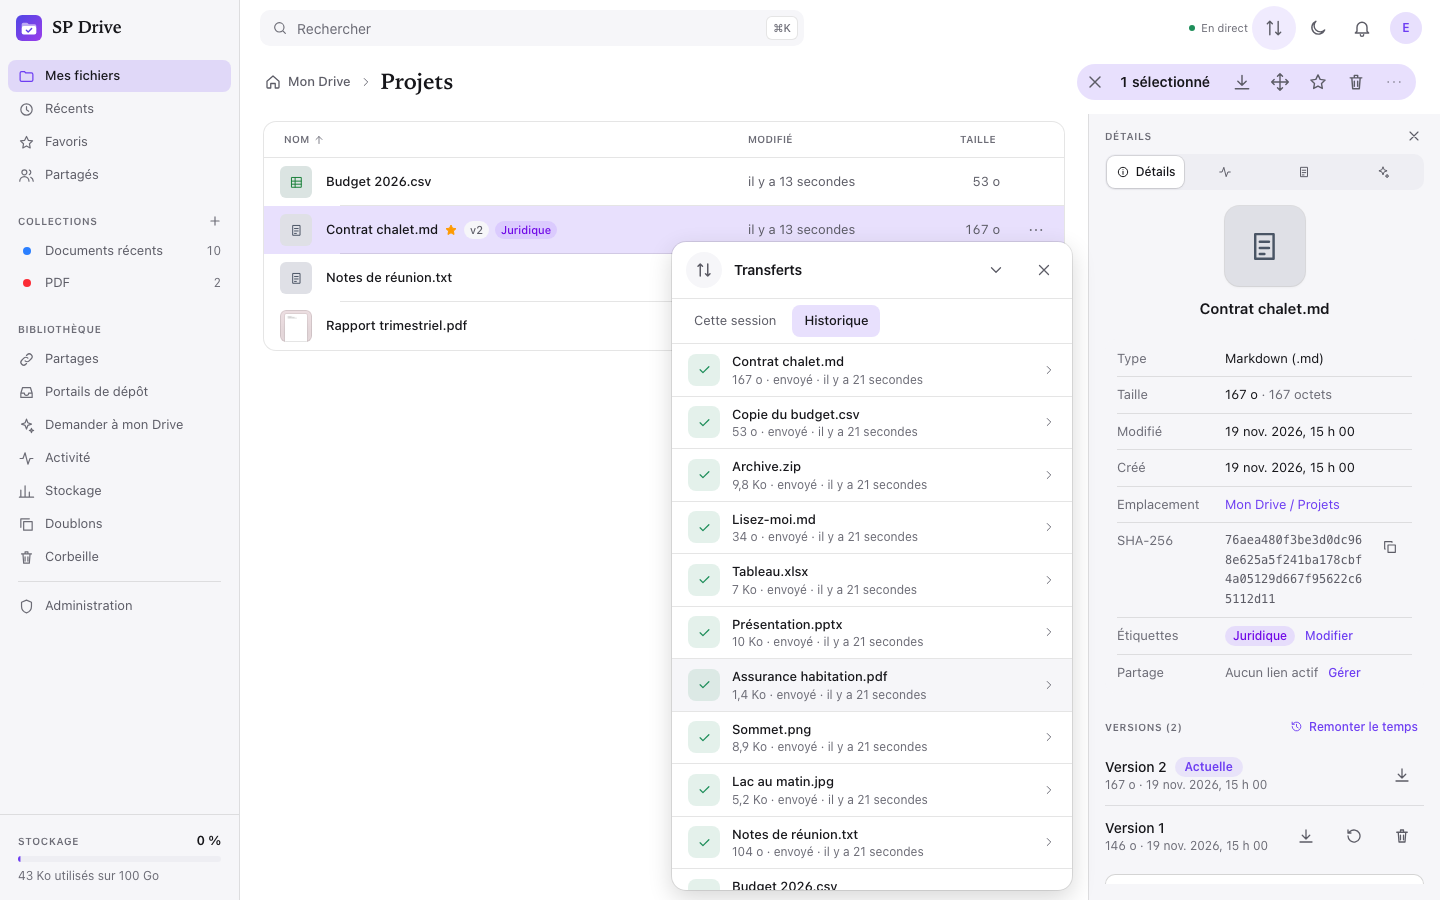 SP Drive
Rechercher
⌘K
En direct
E
Mes fichiers
Récents
Favoris
Partagés
COLLECTIONS
Documents récents 10
PDF 2
BIBLIOTHÈQUE
Partages
Portails de dépôt
Demander à mon Drive
Activité
Stockage
Doublons
Corbeille
Administration
STOCKAGE 0 %
43 Ko utilisés sur 100 Go
Mon Drive
Projets
1 sélectionné
NOM MODIFIÉ TAILLE
Budget 2026.csv il y a 13 secondes 53 o
Contrat chalet.md v2 Juridique il y a 13 secondes 167 o
Notes de réunion.txt
Rapport trimestriel.pdf
Transferts
Cette session Historique
Contrat chalet.md
167 o · envoyé · il y a 21 secondes
Copie du budget.csv
53 o · envoyé · il y a 21 secondes
Archive.zip
9,8 Ko · envoyé · il y a 21 secondes
Lisez-moi.md
34 o · envoyé · il y a 21 secondes
Tableau.xlsx
7 Ko · envoyé · il y a 21 secondes
Présentation.pptx
10 Ko · envoyé · il y a 21 secondes
Assurance habitation.pdf
1,4 Ko · envoyé · il y a 21 secondes
Sommet.png
8,9 Ko · envoyé · il y a 21 secondes
Lac au matin.jpg
5,2 Ko · envoyé · il y a 21 secondes
Notes de réunion.txt
104 o · envoyé · il y a 21 secondes
Budget 2026.csv
DÉTAILS
Détails
Contrat chalet.md
Type Markdown (.md)
Taille 167 o · 167 octets
Modifié 19 nov. 2026, 15 h 00
Créé 19 nov. 2026, 15 h 00
Emplacement Mon Drive / Projets
SHA-256 76aea480f3be3d0dc96
8e625a5f241ba178cbf
4a05129d667f95622c6
5112d11
Étiquettes Juridique Modifier
Partage Aucun lien actif Gérer
VERSIONS (2) Remonter le temps
Version 2 Actuelle
167 o · 19 nov. 2026, 15 h 00
Version 1
146 o · 19 nov. 2026, 15 h 00